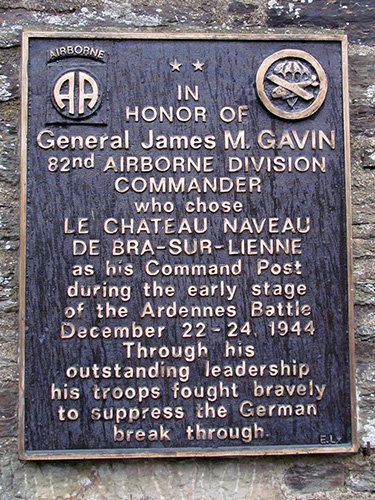 AIRBORNE
AA
IN
HONOR OF
General James M. GAVIN
82nd AIRBORNE DIVISION
COMMANDER
who chose
LE CHATEAU NAVEAU
DE BRA-SUR-LIENNE
as his Command Post
during the early stage
of the Ardennes Battle
December 22-24, 1944
Through his
outstanding leadership
his troops fought bravely
to suppress the German
break through.